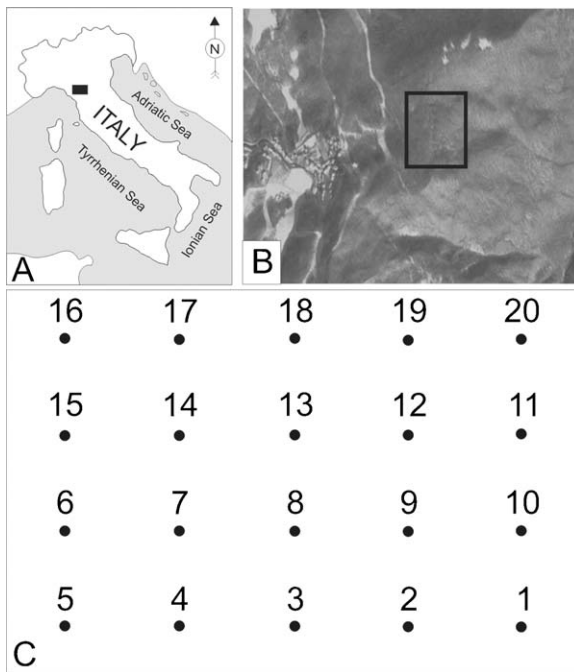 N
Adriatic Sea
ITALY
Tyrrhenian Sea
Ionian Sea
A
B
16 17 18 19 20
15 14 13 12 11
6 7 8 9 10
5 4 3 2 1
C